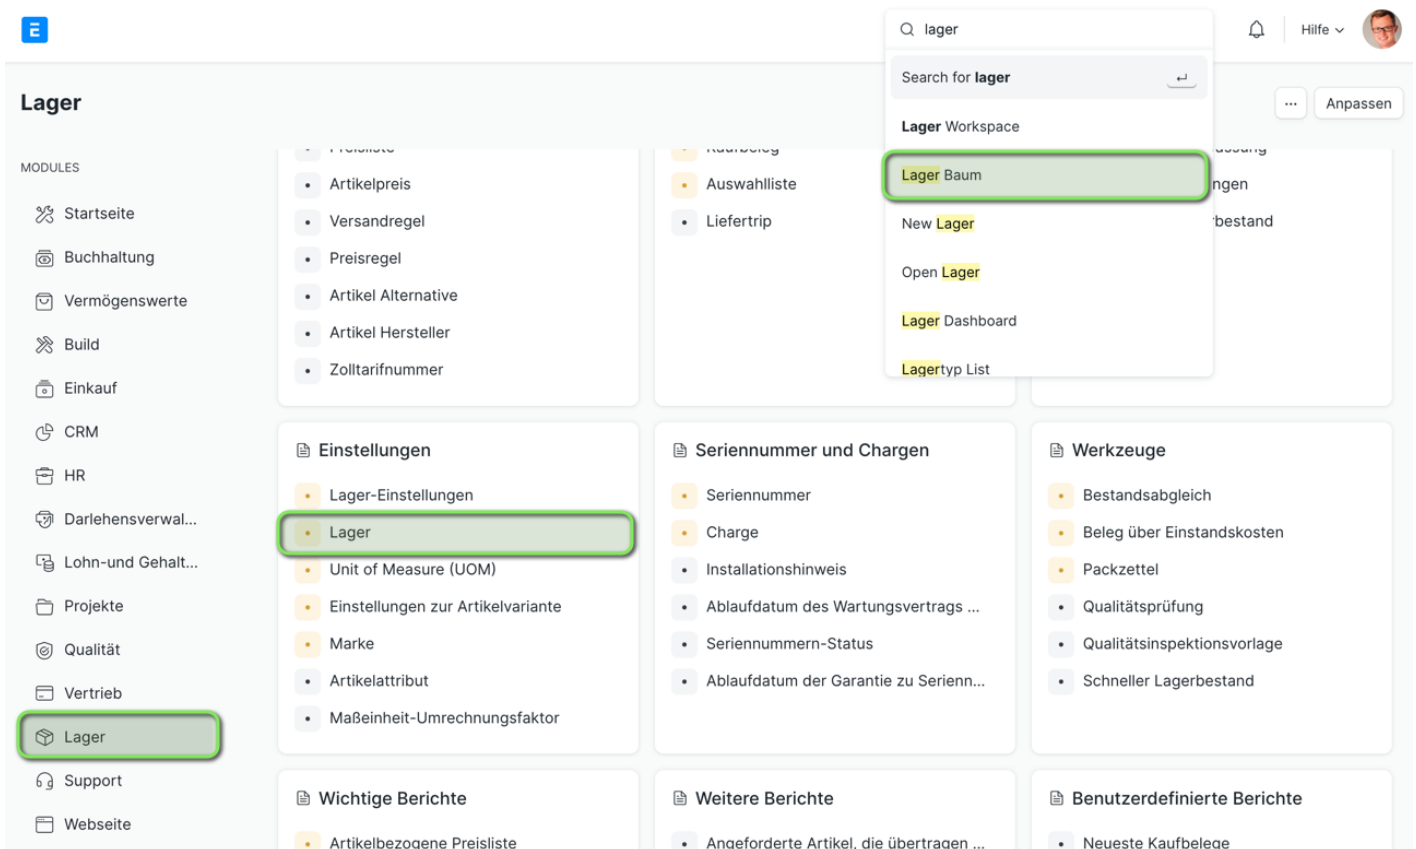 E
lager
Hilfe
Search for lager
Lager Workspace
Lager Baum
New Lager
Open Lager
Lager Dashboard
Lagertyp List
Lager
...
Anpassen
MODULES
Startseite
Buchhaltung
Vermögenswerte
Build
Einkauf
CRM
HR
Darlehensverwal...
Lohn-und Gehalt...
Projekte
Qualität
Vertrieb
Lager
Support
Webseite
Preisliste
Artikelpreis
Versandregel
Preisregel
Artikel Alternative
Artikel Hersteller
Zolltarifnummer
Kaufbeleg
Auswahlliste
Liefertrip
ngen
bestand
Einstellungen
Lager-Einstellungen
Lager
Unit of Measure (UOM)
Einstellungen zur Artikelvariante
Marke
Artikelattribut
Maßeinheit-Umrechnungsfaktor
Seriennummer und Chargen
Seriennummer
Charge
Installationshinweis
Ablaufdatum des Wartungsvertrags ...
Seriennummern-Status
Ablaufdatum der Garantie zu Serienn...
Werkzeuge
Bestandsabgleich
Beleg über Einstandskosten
Packzettel
Qualitätsprüfung
Qualitätsinspektionsvorlage
Schneller Lagerbestand
Wichtige Berichte
Artikelbezogene Preisliste
Weitere Berichte
Angeforderte Artikel, die übertragen ...
Benutzerdefinierte Berichte
Neueste Kaufbelege